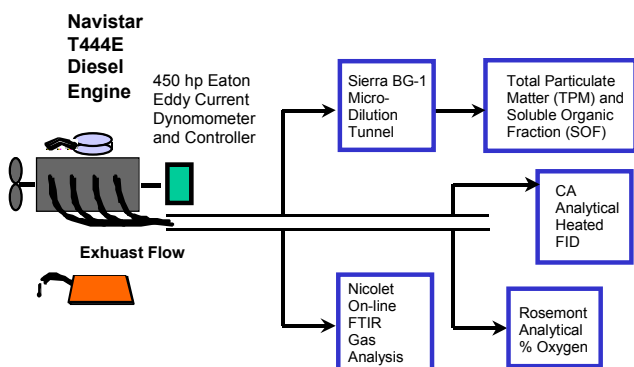 Navistar
T444E
Diesel
Engine
450 hp Eaton
Eddy Current
Dynomometer
and Controller
Sierra BG-1
Micro-
Dilution
Tunnel
Total Particulate
Matter (TPM) and
Soluble Organic
Fraction (SOF)
CA
Analytical
Heated
FID
Exhuast Flow
Nicolet
On-line
FTIR
Gas
Analysis
Rosemont
Analytical
% Oxygen